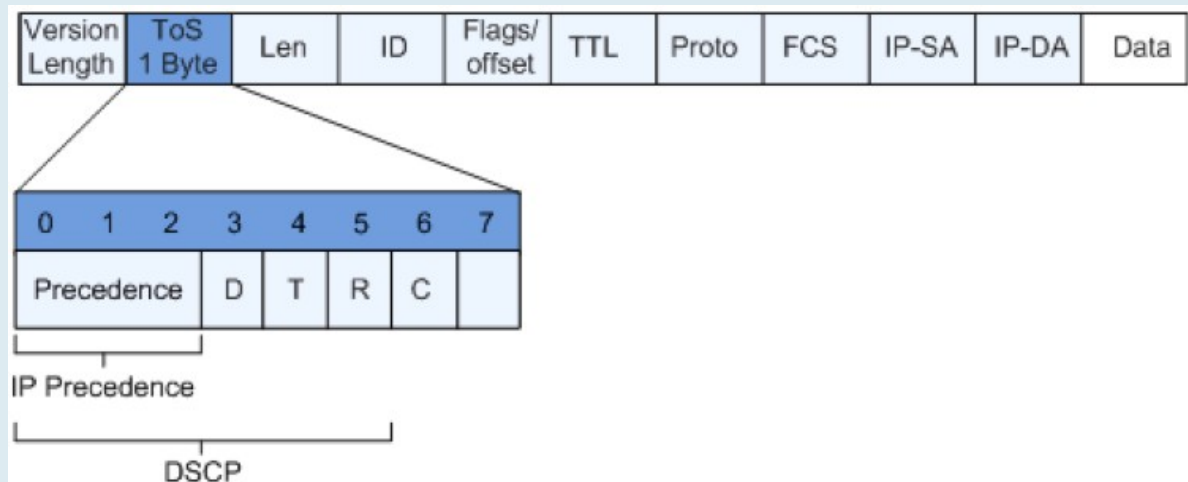 Version Length ToS 1 Byte Len ID Flags/ offset TTL Proto FCS IP-SA IP-DA Data
0 1 2 3 4 5 6 7
Precedence D T R C
IP Precedence
DSCP